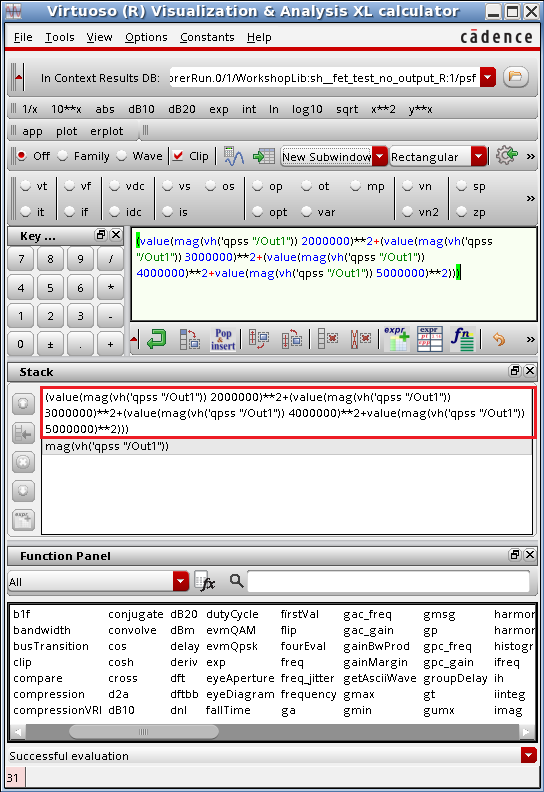 Virtuoso (R) Visualization & Analysis XL calculator
File Tools View Options Constants Help
cādence
In Context Results DB: orerRun.0/1/WorkshopLib:sh__fet_test_no_output_R:1/psf
1/x 10**x abs dB10 dB20 exp int ln log10 sqrt x**2 y**x
app plot erplot
Off Family Wave Clip New Subwindow Rectangular »
vt vf vdc vs os op ot mp vn sp
it if idc is opt var vn2 zp
»
Key ...
7 8 9 /
4 5 6 *
1 2 3 -
0 ± . +
(value(mag(vh('qpss "/Out1")) 2000000)**2+(value(mag(vh('qpss
"/Out1")) 3000000)**2+(value(mag(vh('qpss "/Out1"))
4000000)**2+value(mag(vh('qpss "/Out1")) 5000000)**2)))
Pop & insert expr expr fn »
Stack
(value(mag(vh('qpss "/Out1")) 2000000)**2+(value(mag(vh('qpss "/Out1"))
3000000)**2+(value(mag(vh('qpss "/Out1")) 4000000)**2+value(mag(vh('qpss "/Out1"))
5000000)**2)))
mag(vh('qpss "/Out1"))
expr
Function Panel
All fx
b1f conjugate dB20 dutyCycle firstVal gac_freq gmsg harmor
bandwidth convolve dBm evmQAM flip gac_gain gp harmor
busTransition cos delay evmQpsk fourEval gainBwProd gpc_freq histogr
clip cosh deriv exp freq gainMargin gpc_gain ifreq
compare cross dft eyeAperture freq_jitter getAsciiWave groupDelay ih
compression d2a dftbb eyeDiagram frequency gmax gt iinteg
compressionVRI dB10 dnl fallTime ga gmin gumx imag
Successful evaluation
31